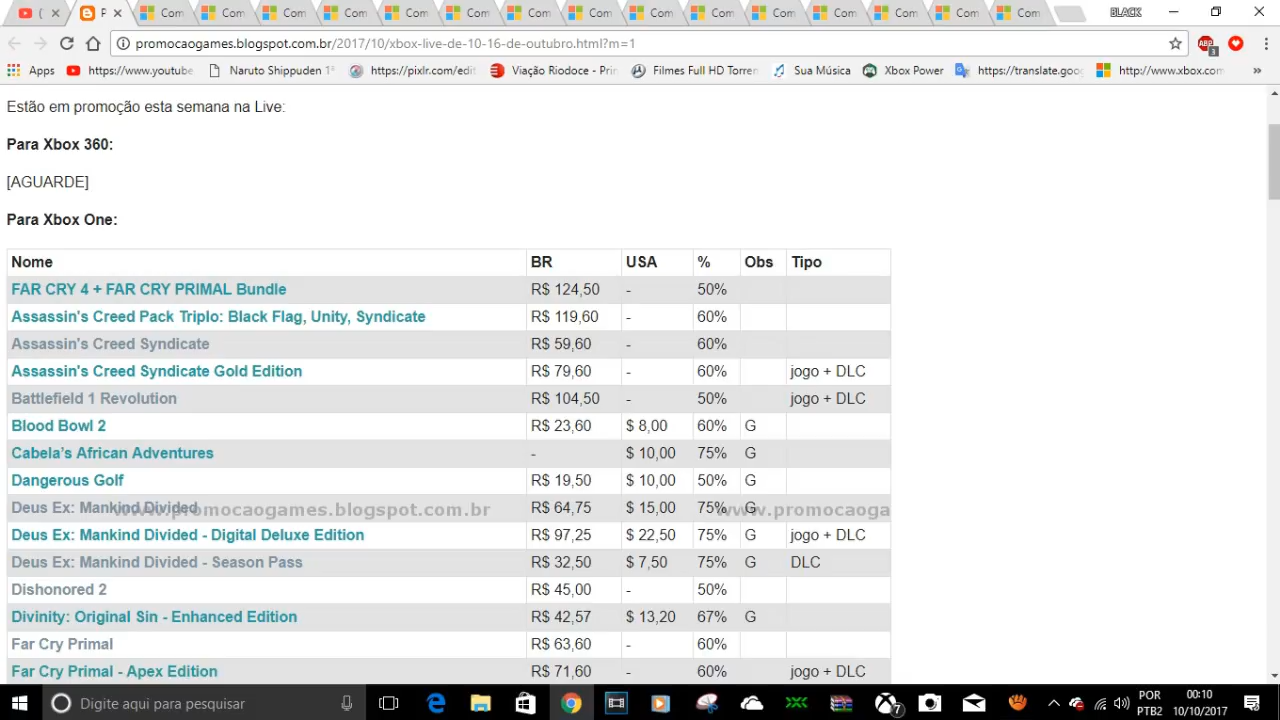 ( Com Com Com Com Com Com Com Com Com Com Com Com Com Com Com BLACK
promocaogames.blogspot.com.br/2017/10/xbox-live-de-10-16-de-outubro.html?m=1 ABP 3
Apps https://www.youtube Naruto Shippuden 1ª https://pixlr.com/edit Viação Riodoce - Prin Filmes Full HD Torren Sua Música Xbox Power https://translate.goog http://www.xbox.com »
Estão em promoção esta semana na Live:
Para Xbox 360:
[AGUARDE]
Para Xbox One:
Nome BR USA % Obs Tipo
FAR CRY 4 + FAR CRY PRIMAL Bundle R$ 124,50 - 50%
Assassin's Creed Pack Triplo: Black Flag, Unity, Syndicate R$ 119,60 - 60%
Assassin's Creed Syndicate R$ 59,60 - 60%
Assassin's Creed Syndicate Gold Edition R$ 79,60 - 60% jogo + DLC
Battlefield 1 Revolution R$ 104,50 - 50% jogo + DLC
Blood Bowl 2 R$ 23,60 $ 8,00 60% G
Cabela's African Adventures - $ 10,00 75% G
Dangerous Golf R$ 19,50 $ 10,00 50% G
Deus Ex: Mankind Divided R$ 64,75 $ 15,00 75% G
www.promocaogames.blogspot.com.br www.promocaoga
Deus Ex: Mankind Divided - Digital Deluxe Edition R$ 97,25 $ 22,50 75% G jogo + DLC
Deus Ex: Mankind Divided - Season Pass R$ 32,50 $ 7,50 75% G DLC
Dishonored 2 R$ 45,00 - 50%
Divinity: Original Sin - Enhanced Edition R$ 42,57 $ 13,20 67% G
Far Cry Primal R$ 63,60 - 60%
Far Cry Primal - Apex Edition R$ 71,60 - 60% jogo + DLC
Digite aqui para pesquisar 7 POR 00:10
PTB2 10/10/2017